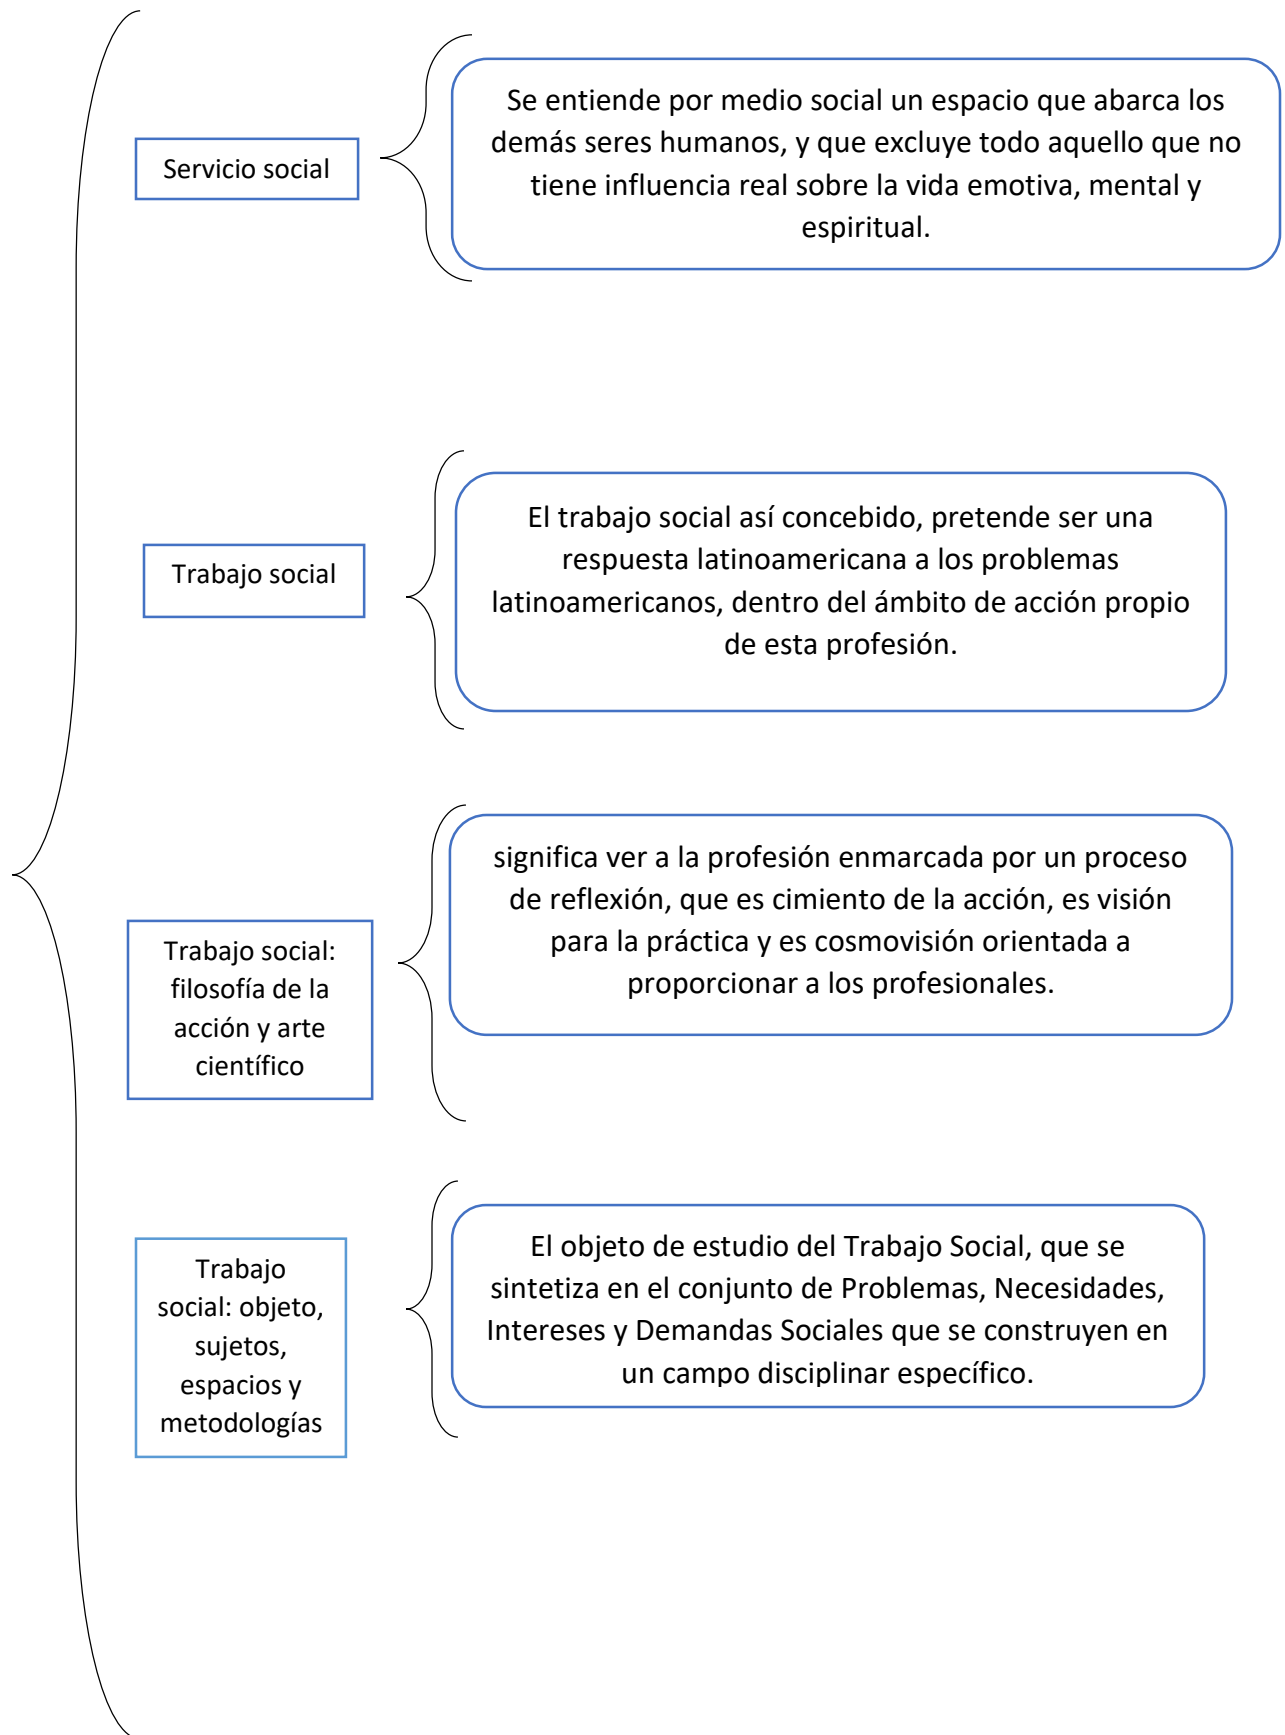 Servicio social
Se entiende por medio social un espacio que abarca los
demás seres humanos, y que excluye todo aquello que no
tiene influencia real sobre la vida emotiva, mental y
espiritual.
Trabajo social
El trabajo social así concebido, pretende ser una
respuesta latinoamericana a los problemas
latinoamericanos, dentro del ámbito de acción propio
de esta profesión.
Trabajo social:
filosofía de la
acción y arte
científico
significa ver a la profesión enmarcada por un proceso
de reflexión, que es cimiento de la acción, es visión
para la práctica y es cosmovisión orientada a
proporcionar a los profesionales.
Trabajo
social: objeto,
sujetos,
espacios y
metodologías
El objeto de estudio del Trabajo Social, que se
sintetiza en el conjunto de Problemas, Necesidades,
Intereses y Demandas Sociales que se construyen en
un campo disciplinar específico.